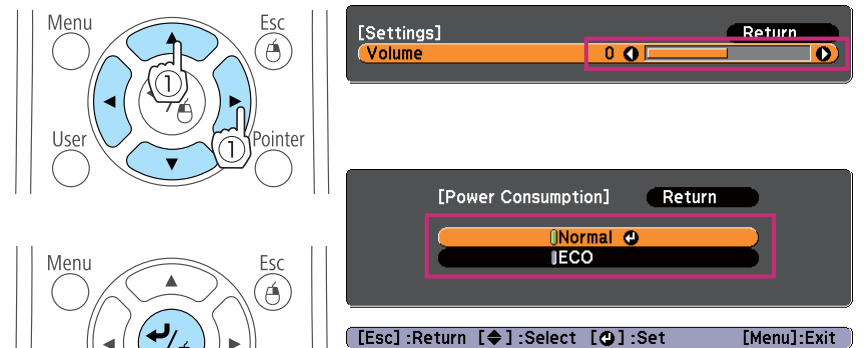 Menu
Esc
[Settings]
Return
Volume 0
1
User
1
Pointer
[Power Consumption] Return
Normal
ECO
Menu
Esc
[Esc] :Return [◆] :Select [⏎] :Set [Menu]:Exit